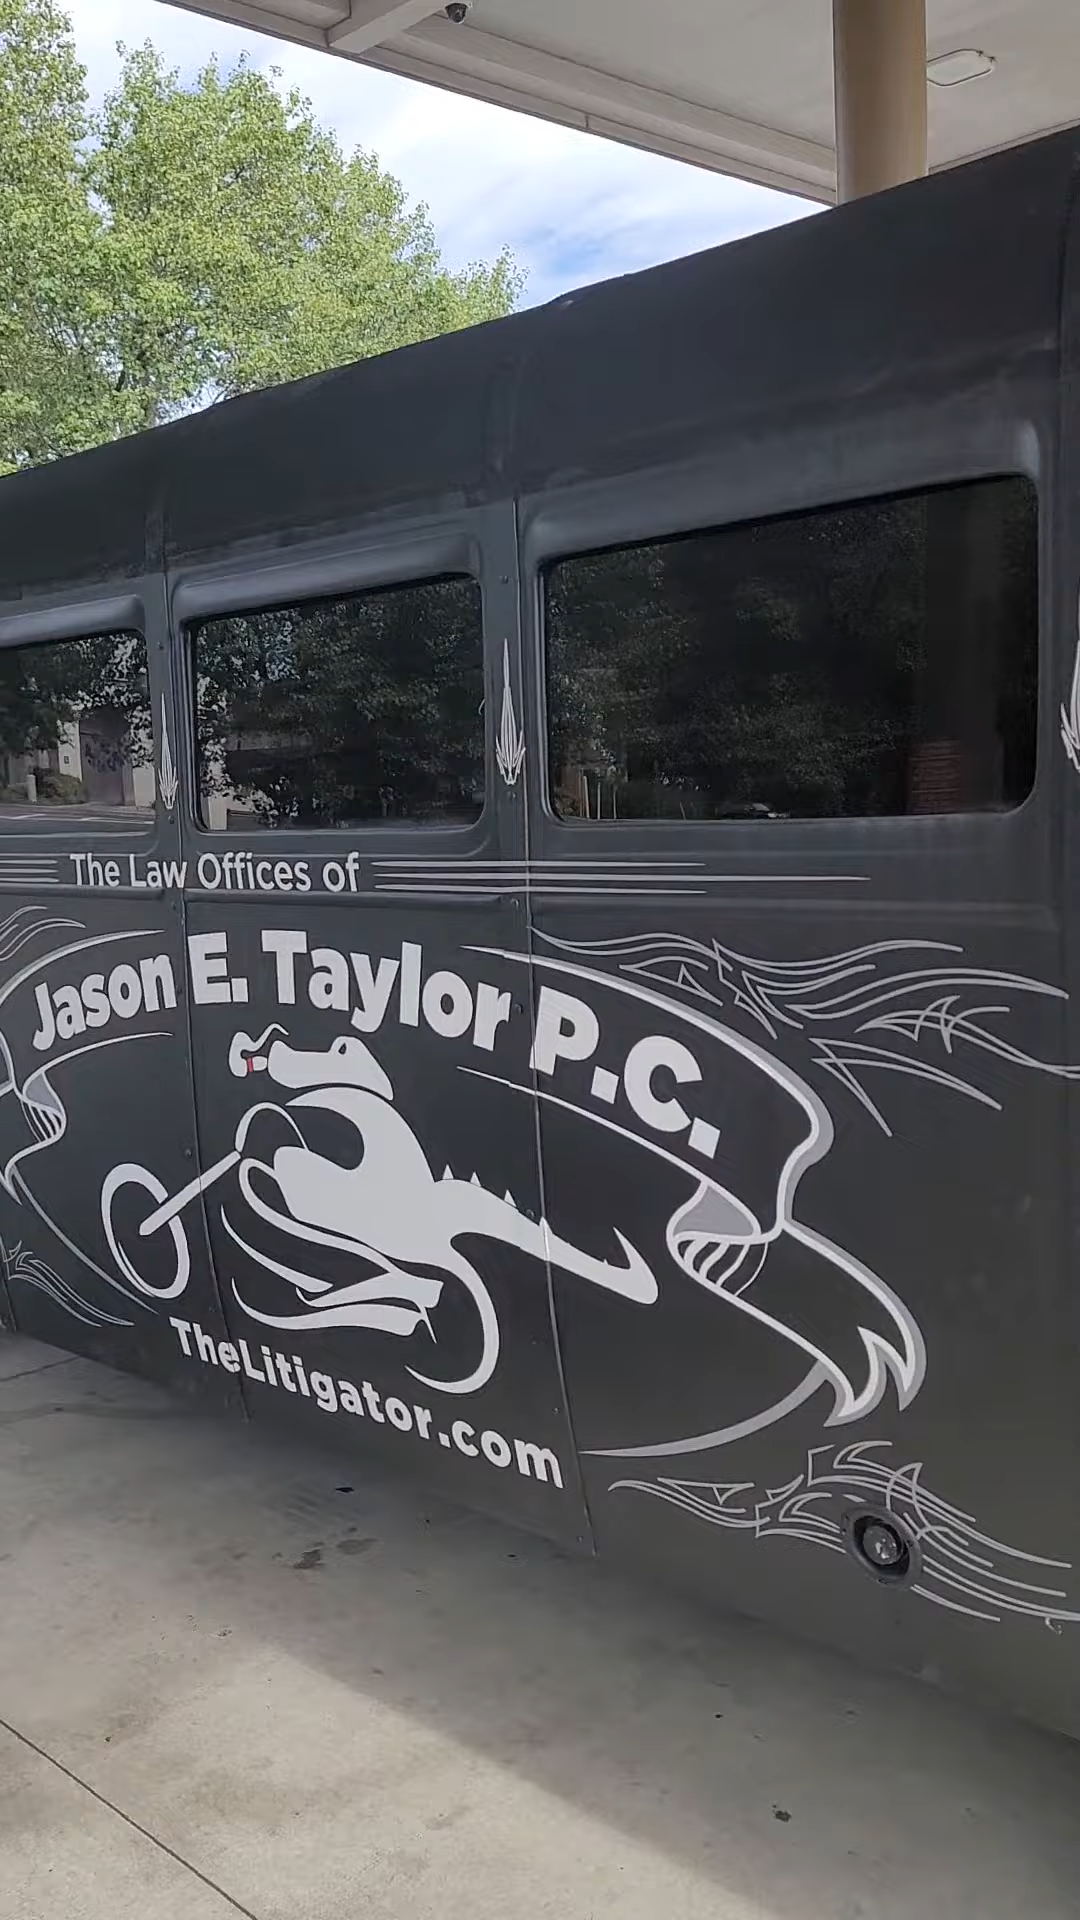 The Law Offices of
Jason E. Taylor P.C.
TheLitigator.com